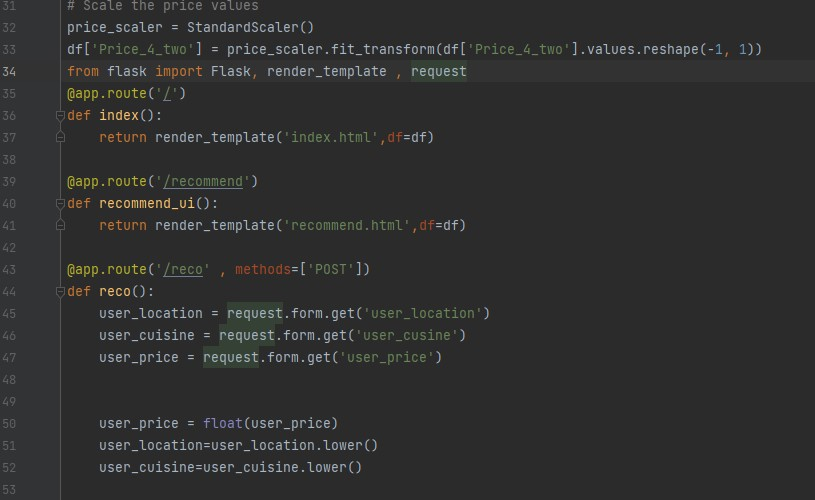 31 # Scale the price values
32 price_scaler = StandardScaler()
33 df['Price_4_two'] = price_scaler.fit_transform(df['Price_4_two'].values.reshape(-1, 1))
34 from flask import Flask, render_template , request
35 @app.route('/')
36 def index():
37     return render_template('index.html',df=df)
38
39 @app.route('/recommend')
40 def recommend_ui():
41     return render_template('recommend.html',df=df)
42
43 @app.route('/reco' , methods=['POST'])
44 def reco():
45     user_location = request.form.get('user_location')
46     user_cuisine = request.form.get('user_cusine')
47     user_price = request.form.get('user_price')
48
49
50     user_price = float(user_price)
51     user_location=user_location.lower()
52     user_cuisine=user_cuisine.lower()
53